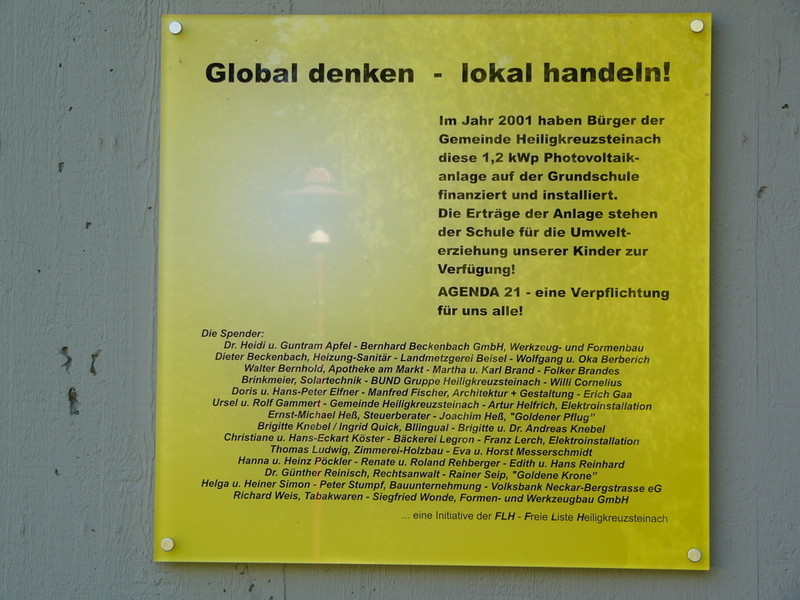 Global denken - lokal handeln!
Im Jahr 2001 haben Bürger der
Gemeinde Heiligkreuzsteinach
diese 1,2 kWp Photovoltaik-
anlage auf der Grundschule
finanziert und installiert.
Die Erträge der Anlage stehen
der Schule für die Umwelt-
erziehung unserer Kinder zur
Verfügung!
AGENDA 21 - eine Verpflichtung
für uns alle!
Die Spender:
Dr. Heidi u. Guntram Apfel - Bernhard Beckenbach GmbH, Werkzeug- und Formenbau
Dieter Beckenbach, Heizung-Sanitär - Landmetzgerei Beisel - Wolfgang u. Oka Berberich
Walter Bernhold, Apotheke am Markt - Martha u. Karl Brand - Folker Brandes
Brinkmeier, Solartechnik - BUND Gruppe Heiligkreuzsteinach - Willi Cornelius
Doris u. Hans-Peter Elfner - Manfred Fischer, Architektur + Gestaltung - Erich Gaa
Ursel u. Rolf Gammert - Gemeinde Heiligkreuzsteinach - Artur Helfrich, Elektroinstallation
Ernst-Michael Heß, Steuerberater - Joachim Heß, "Goldener Pflug"
Brigitte Knebel / Ingrid Quick, BIlingual - Brigitte u. Dr. Andreas Knebel
Christiane u. Hans-Eckart Köster - Bäckerei Legron - Franz Lerch, Elektroinstallation
Thomas Ludwig, Zimmerei-Holzbau - Eva u. Horst Messerschmidt
Hanna u. Heinz Pöckler - Renate u. Roland Rehberger - Edith u. Hans Reinhard
Dr. Günther Reinisch, Rechtsanwalt - Rainer Seip, "Goldene Krone"
Helga u. Heiner Simon - Peter Stumpf, Bauunternehmung - Volksbank Neckar-Bergstrasse eG
Richard Weis, Tabakwaren - Siegfried Wonde, Formen- und Werkzeugbau GmbH
... eine Initiative der FLH - Freie Liste Heiligkreuzsteinach